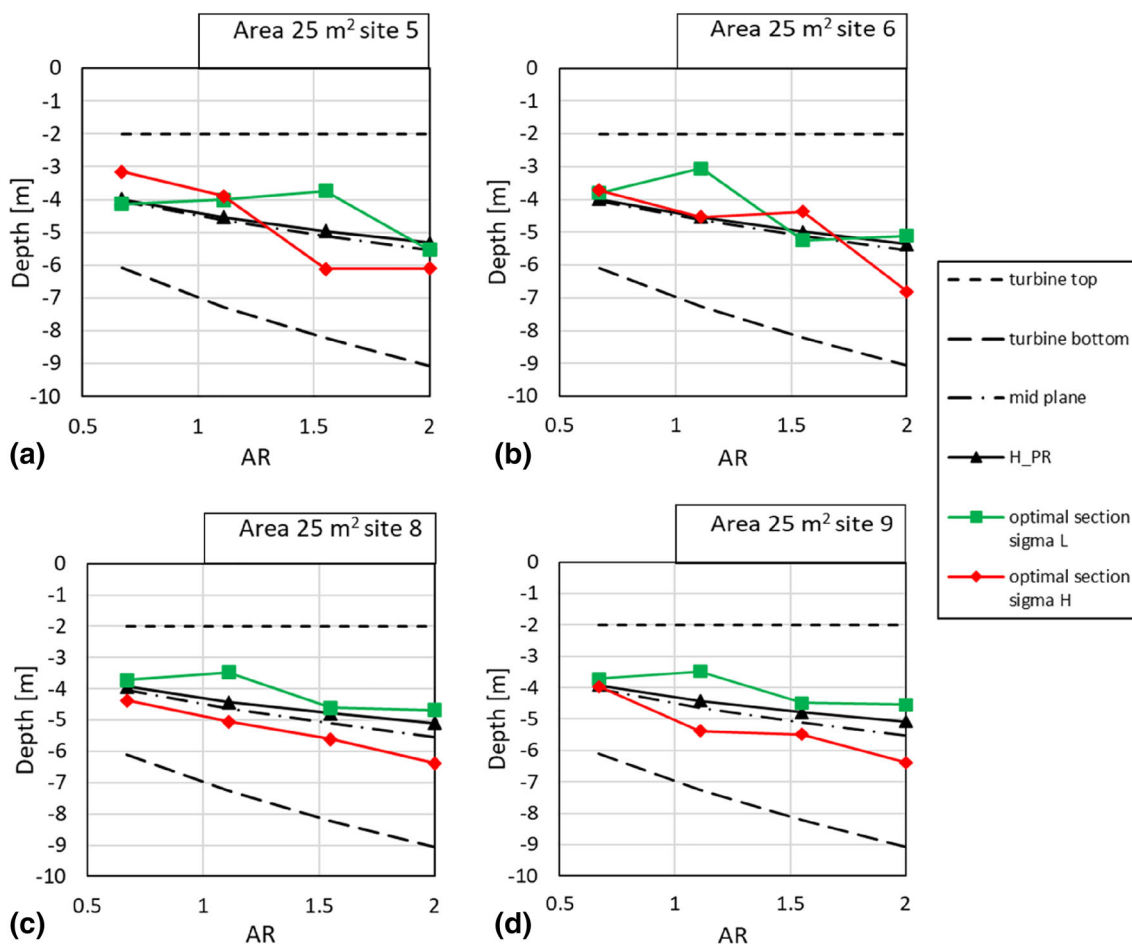 Area 25 m² site 5
0
-1
-2
-3
-4
-5
-6
-7
-8
-9
-10
Depth [m]
0.5
1
1.5
2
AR
(a)
Area 25 m² site 6
0
-1
-2
-3
-4
-5
-6
-7
-8
-9
-10
Depth [m]
0.5
1
1.5
2
AR
(b)
turbine top
turbine bottom
mid plane
H_PR
optimal section
sigma L
optimal section
sigma H
Area 25 m² site 8
0
-1
-2
-3
-4
-5
-6
-7
-8
-9
-10
Depth [m]
0.5
1
1.5
2
AR
(c)
Area 25 m² site 9
0
-1
-2
-3
-4
-5
-6
-7
-8
-9
-10
Depth [m]
0.5
1
1.5
2
AR
(d)